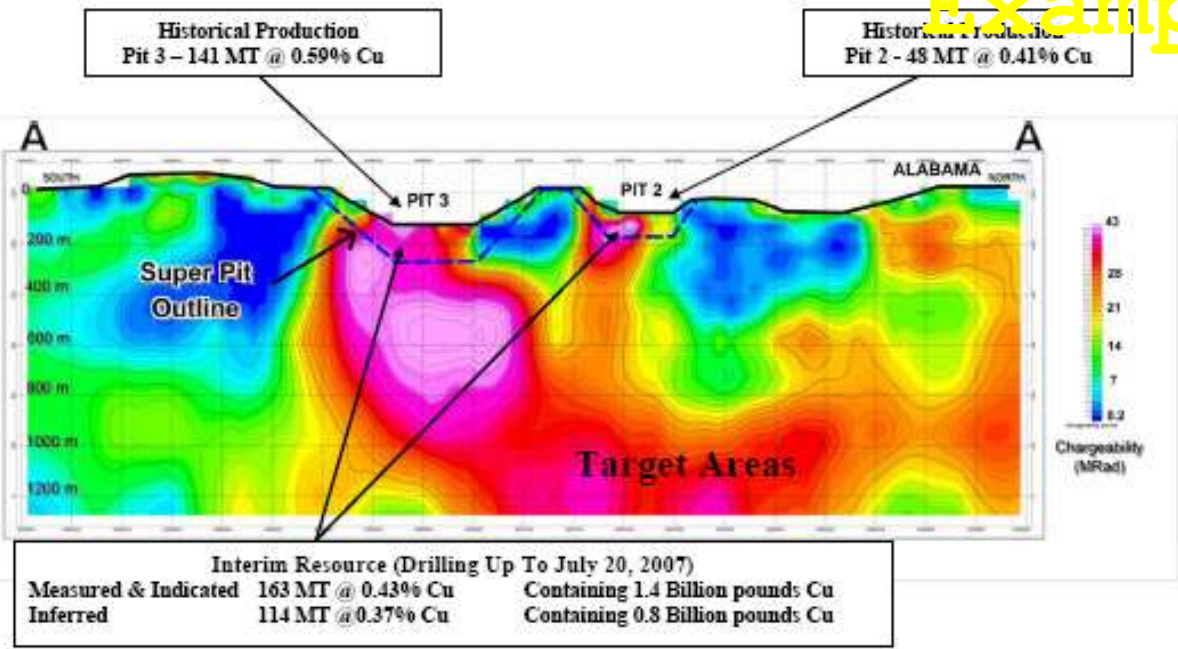 Examp
Historical Production
Pit 3 – 141 MT @ 0.59% Cu
Historical Production
Pit 2 - 48 MT @ 0.41% Cu
A
A
SOUTH
PIT 3
PIT 2
ALABAMA
NORTH
0
200 m
400 m
600 m
800 m
1000 m
1200 m
Super Pit
Outline
Target Areas
43
28
21
14
7
0.2
Chargeability
(MRad)
Interim Resource (Drilling Up To July 20, 2007)
Measured & Indicated 163 MT @ 0.43% Cu Containing 1.4 Billion pounds Cu
Inferred 114 MT @0.37% Cu Containing 0.8 Billion pounds Cu